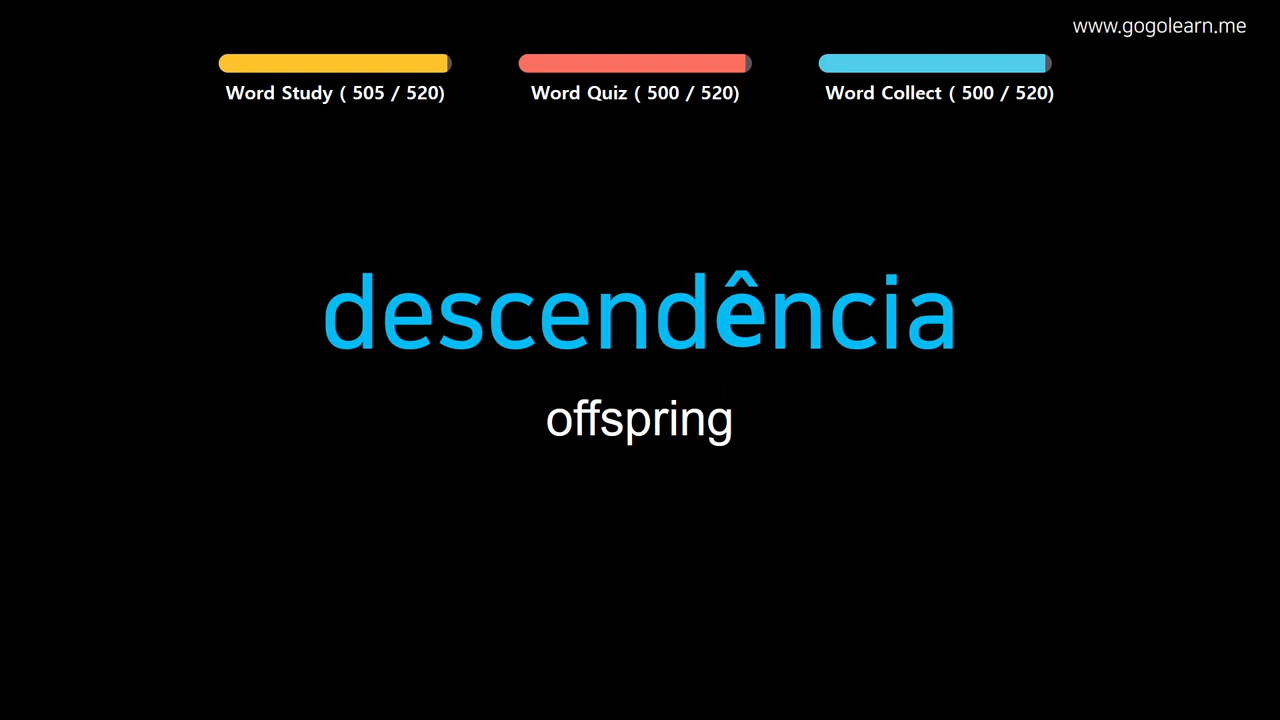 www.gogolearn.me
Word Study ( 505 / 520)
Word Quiz ( 500 / 520)
Word Collect ( 500 / 520)
descendência
offspring